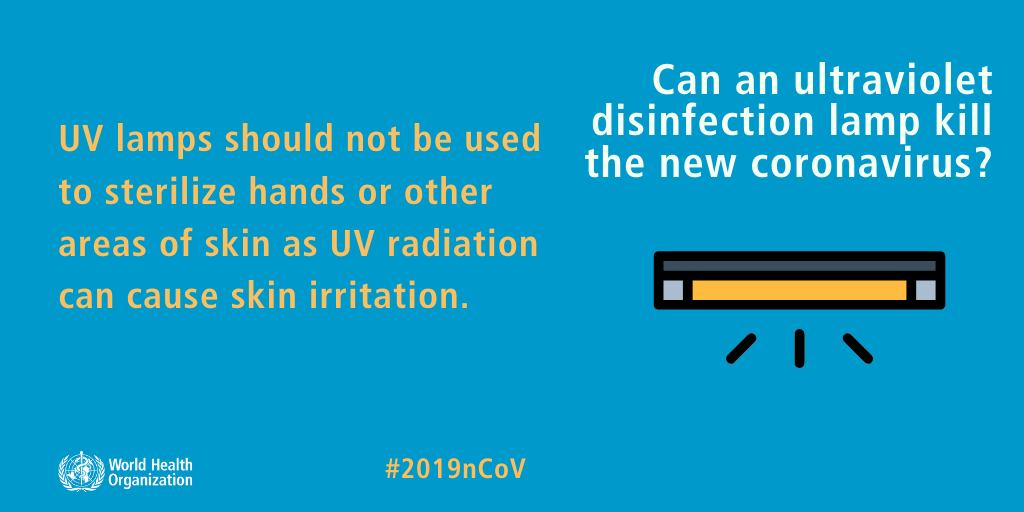 Can an ultraviolet
disinfection lamp kill
the new coronavirus?
UV lamps should not be used
to sterilize hands or other
areas of skin as UV radiation
can cause skin irritation.
World Health
Organization
#2019nCoV